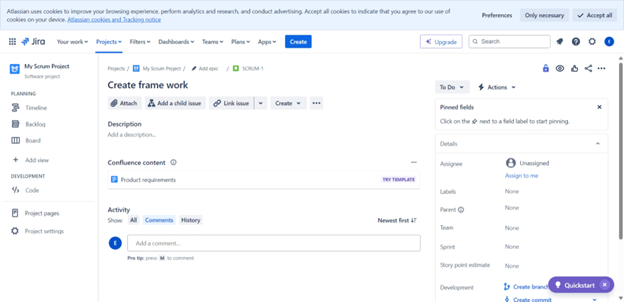 Atlassian uses cookies to improve your browsing experience, perform analytics and research, and conduct advertising. Accept all cookies to indicate that you agree to our use of
cookies on your device. Atlassian cookies and Tracking notice
Preferences
Only necessary
Accept all
Jira
Your work
Projects
Filters
Dashboards
Teams
Plans
Apps
Create
Upgrade
Search
E
My Scrum Project
Software project
PLANNING
Timeline
Backlog
Board
Add view
DEVELOPMENT
Code
Project pages
Project settings
Projects / My Scrum Project / Add epic / SCRUM-1
Create frame work
Attach
Add a child issue
Link issue
Create
Description
Add a description...
Confluence content
Product requirements
TRY TEMPLATE
Activity
Show: All Comments History
Newest first
E
Add a comment...
Pro tip: press M to comment
To Do
Actions
Pinned fields
Click on the next to a field label to start pinning.
Details
Assignee
Unassigned
Assign to me
Labels
None
Parent
None
Team
None
Sprint
None
Story point estimate
None
Development
Create branch
Create commit
Quickstart